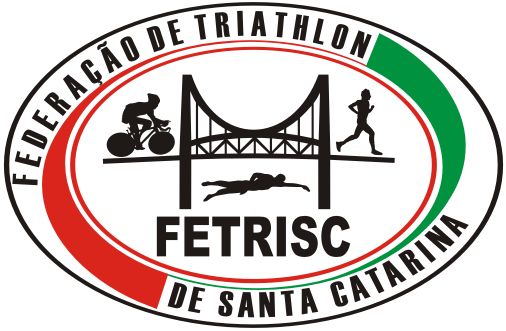 FEDERAÇÃO DE TRIATHLON
FETRISC
DE SANTA CATARINA